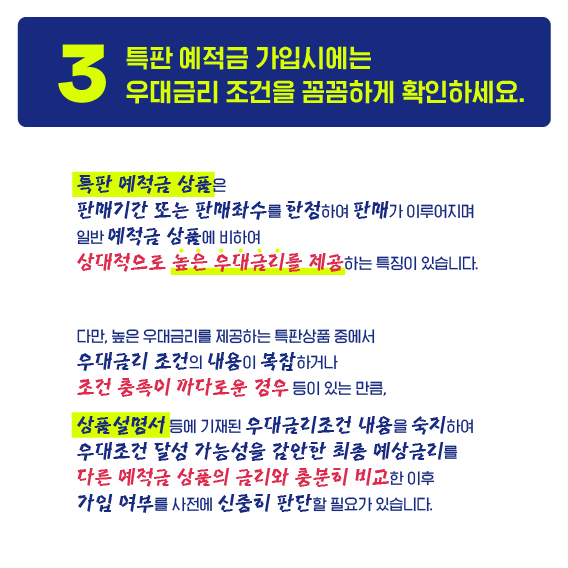 3
특판 예적금 가입시에는
우대금리 조건을 꼼꼼하게 확인하세요.
특판 예적금 상품은
판매기간 또는 판매좌수를 한정하여 판매가 이루어지며
일반 예적금 상품에 비하여
상대적으로 높은 우대금리를 제공하는 특징이 있습니다.
다만, 높은 우대금리를 제공하는 특판상품 중에서
우대금리 조건의 내용이 복잡하거나
조건 충족이 까다로운 경우 등이 있는 만큼,
상품설명서 등에 기재된 우대금리조건 내용을 숙지하여
우대조건 달성 가능성을 감안한 최종 예상금리를
다른 예적금 상품의 금리와 충분히 비교한 이후
가입 여부를 사전에 신중히 판단할 필요가 있습니다.